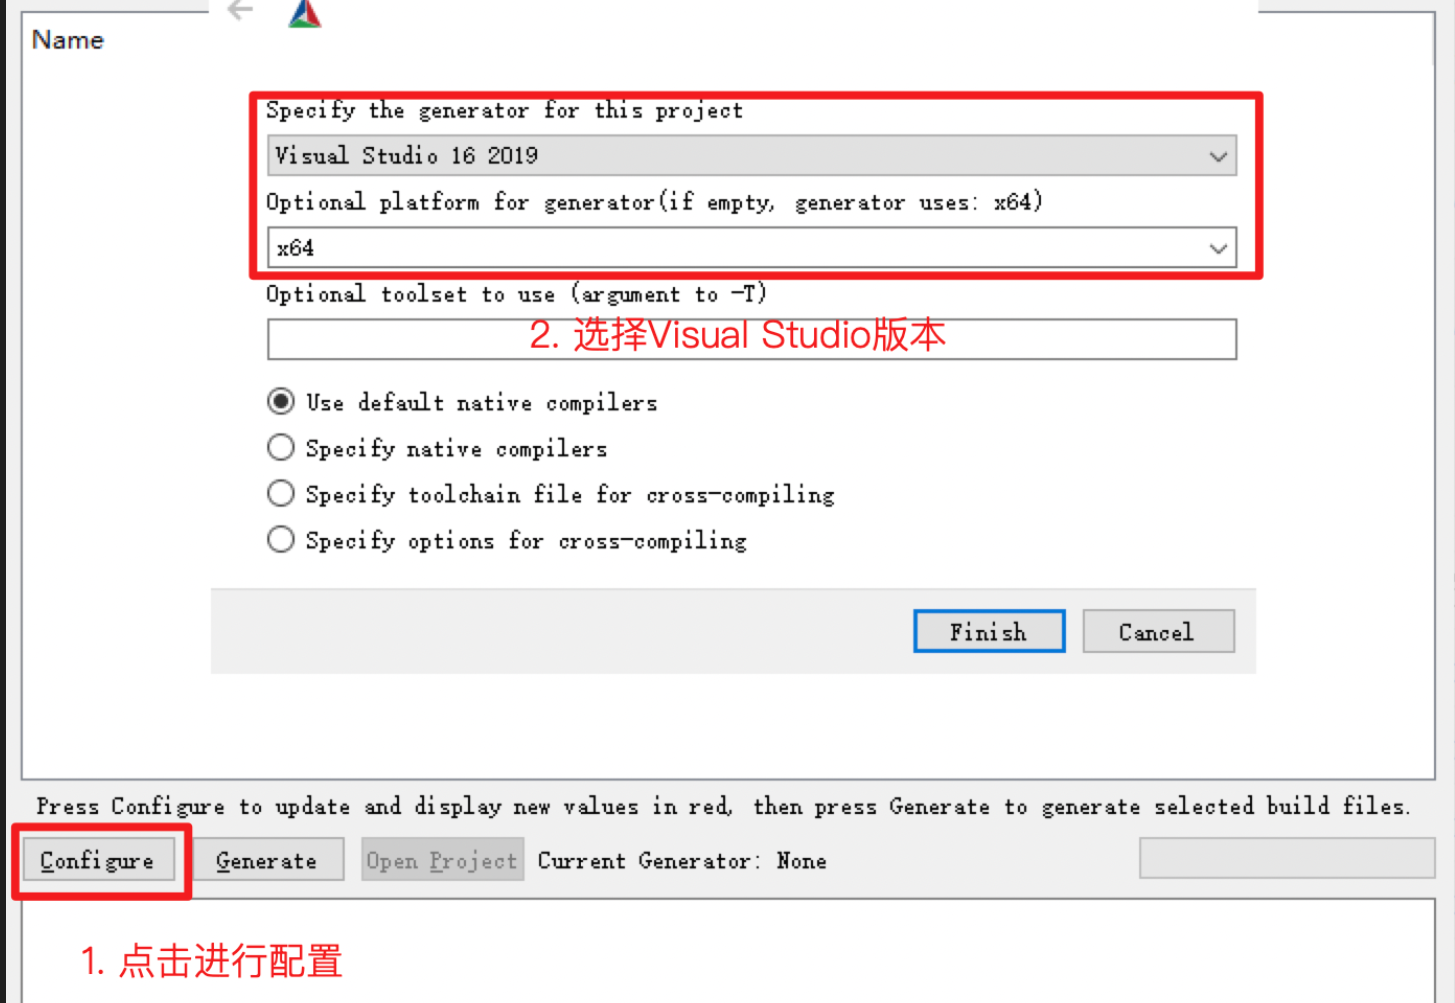 Name
Specify the generator for this project
Visual Studio 16 2019
Optional platform for generator(if empty, generator uses: x64)
x64
Optional toolset to use (argument to -T)
2. 选择Visual Studio版本
Use default native compilers
Specify native compilers
Specify toolchain file for cross-compiling
Specify options for cross-compiling
Finish Cancel
Press Configure to update and display new values in red, then press Generate to generate selected build files.
Configure Generate Open Project Current Generator: None
1. 点击进行配置